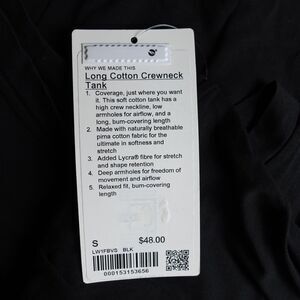 WHY WE MADE THIS
Long Cotton Crewneck
Tank
1. Coverage, just where you want
it. This soft cotton tank has a
high crew neckline, low
armholes for airflow, and a
long, bum-covering length
2. Made with naturally breathable
pima cotton fabric for the
ultimate in softness and
stretch
3. Added Lycra® fibre for stretch
and shape retention
4. Deep armholes for freedom of
movement and airflow
5. Relaxed fit, bum-covering
length
S $48.00
LW1FBVS BLK
000153153656